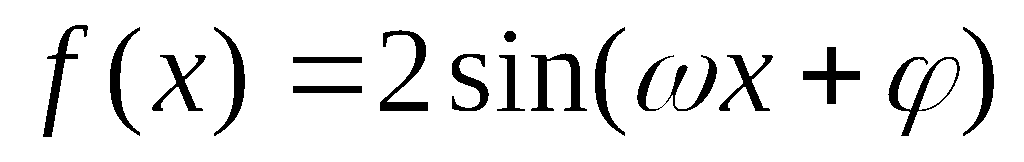 f(x) = 2sin(ωx + φ)